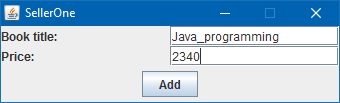 SellerOne
Book title: Java_programming
Price: 2340
Add